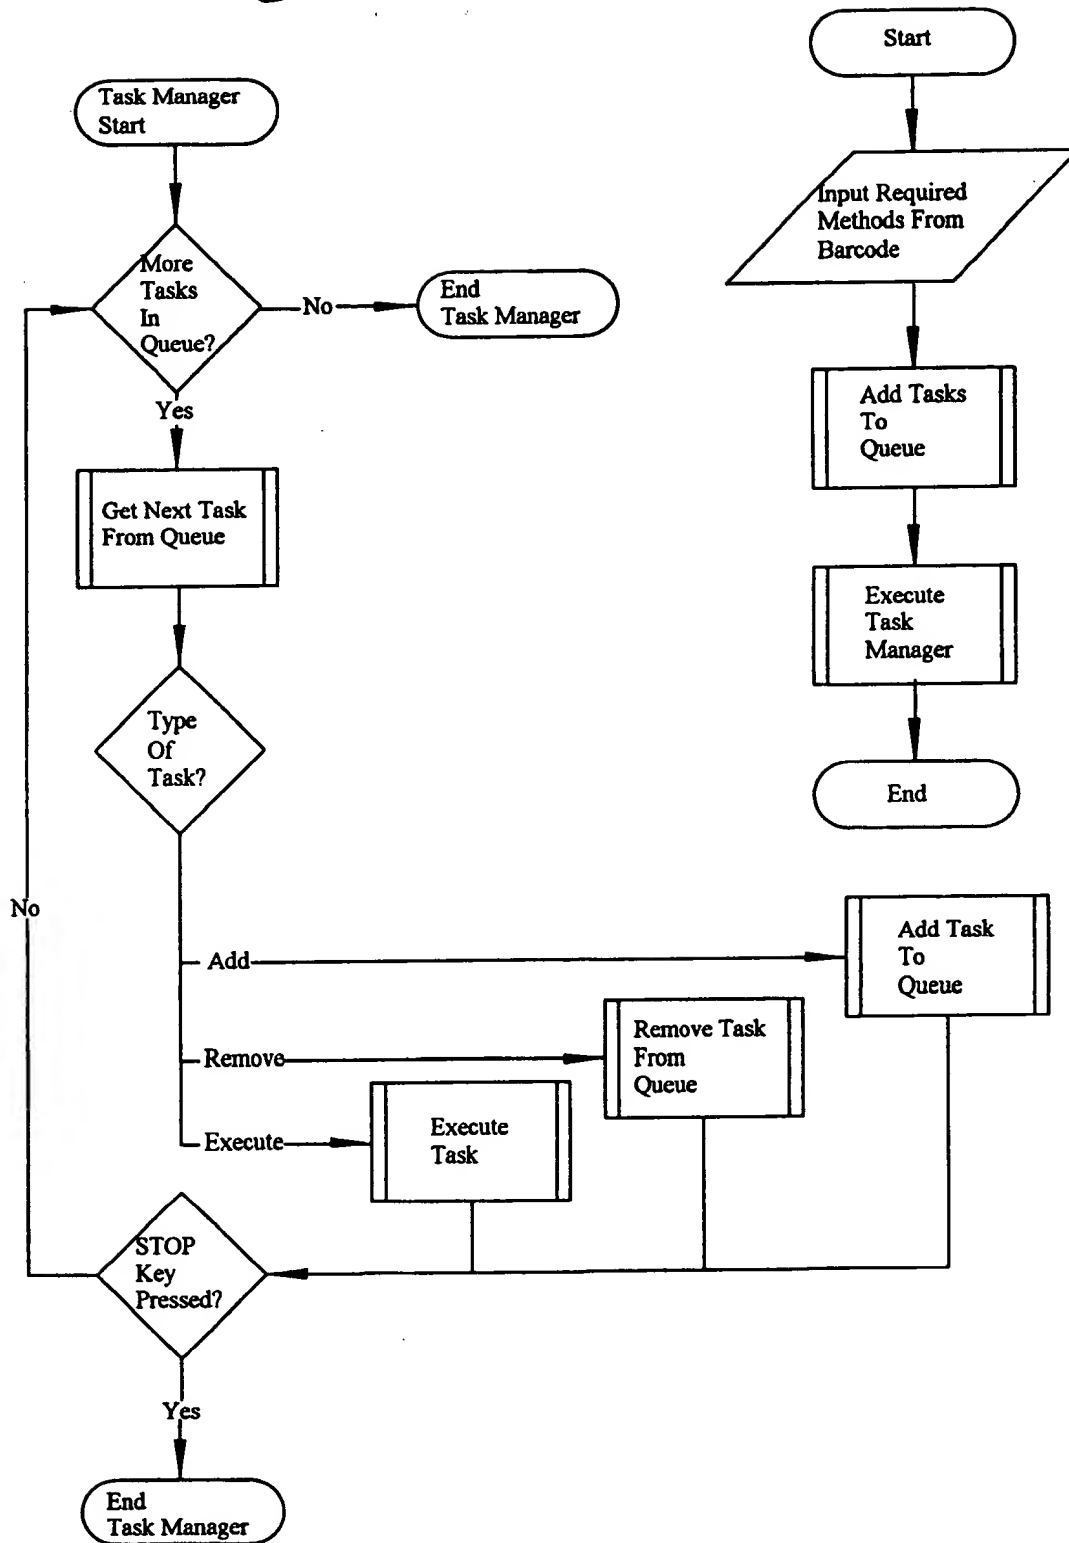 Task Manager
Start
More
Tasks
In
Queue?
No
End
Task Manager
Yes
Get Next Task
From Queue
Type
Of
Task?
Add
Add Task
To
Queue
Remove
Remove Task
From
Queue
Execute
Execute
Task
STOP
Key
Pressed?
No
Yes
End
Task Manager
Start
Input Required
Methods From
Barcode
Add Tasks
To
Queue
Execute
Task
Manager
End